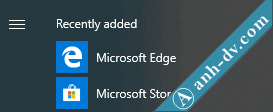 Recently added
Microsoft Edge
Microsoft Stor
anh-dv.com